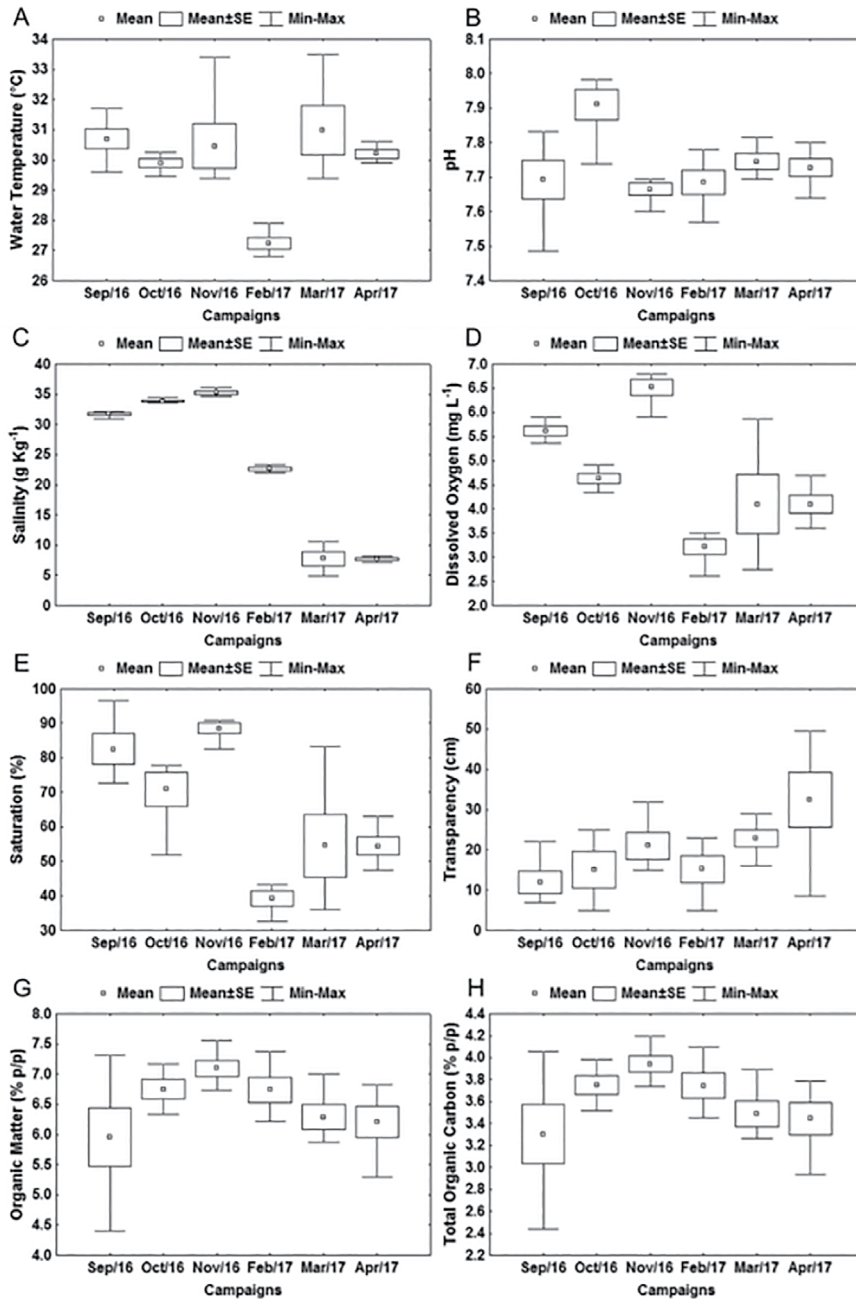 A
Mean Mean±SE Min-Max
34
33
32
31
30
29
28
27
26
Water Temperature (°C)
Sep/16 Oct/16 Nov/16 Feb/17 Mar/17 Apr/17
Campaigns
B
Mean Mean±SE Min-Max
8.1
8.0
7.9
7.8
7.7
7.6
7.5
7.4
pH
Sep/16 Oct/16 Nov/16 Feb/17 Mar/17 Apr/17
Campaigns
C
Mean Mean±SE Min-Max
40
35
30
25
20
15
10
5
0
Salinity (g Kg-1)
Sep/16 Oct/16 Nov/16 Feb/17 Mar/17 Apr/17
Campaigns
D
Mean Mean±SE Min-Max
7.0
6.5
6.0
5.5
5.0
4.5
4.0
3.5
3.0
2.5
2.0
Dissolved Oxygen (mg L-1)
Sep/16 Oct/16 Nov/16 Feb/17 Mar/17 Apr/17
Campaigns
E
Mean Mean±SE Min-Max
100
90
80
70
60
50
40
30
Saturation (%)
Sep/16 Oct/16 Nov/16 Feb/17 Mar/17 Apr/17
Campaigns
F
Mean Mean±SE Min-Max
60
50
40
30
20
10
0
Transparency (cm)
Sep/16 Oct/16 Nov/16 Feb/17 Mar/17 Apr/17
Campaigns
G
Mean Mean±SE Min-Max
8.0
7.5
7.0
6.5
6.0
5.5
5.0
4.5
4.0
Organic Matter (% p/p)
Sep/16 Oct/16 Nov/16 Feb/17 Mar/17 Apr/17
Campaigns
H
Mean Mean±SE Min-Max
4.4
4.2
4.0
3.8
3.6
3.4
3.2
3.0
2.8
2.6
2.4
2.2
Total Organic Carbon (% p/p)
Sep/16 Oct/16 Nov/16 Feb/17 Mar/17 Apr/17
Campaigns